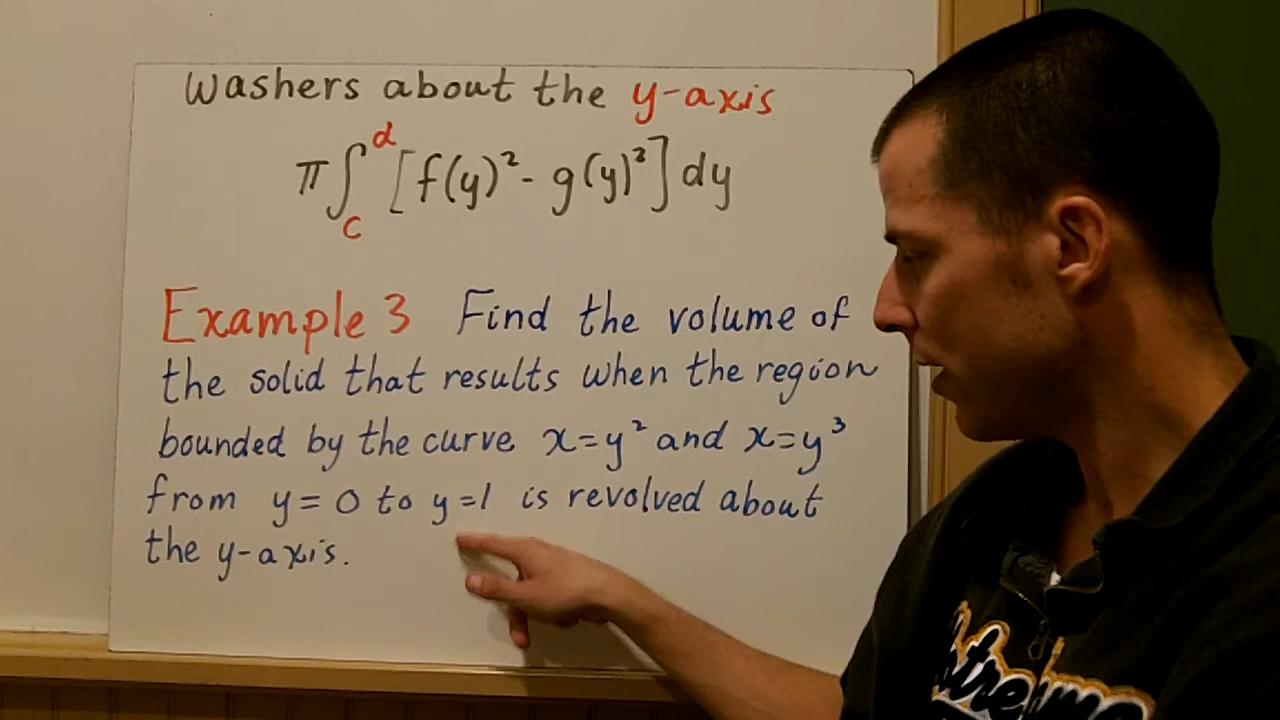 Washers about the y-axis
π∫_c^d [f(y)² - g(y)²] dy
Example 3 Find the volume of
the solid that results when the region
bounded by the curve x=y² and x=y³
from y=0 to y=1 is revolved about
the y-axis.